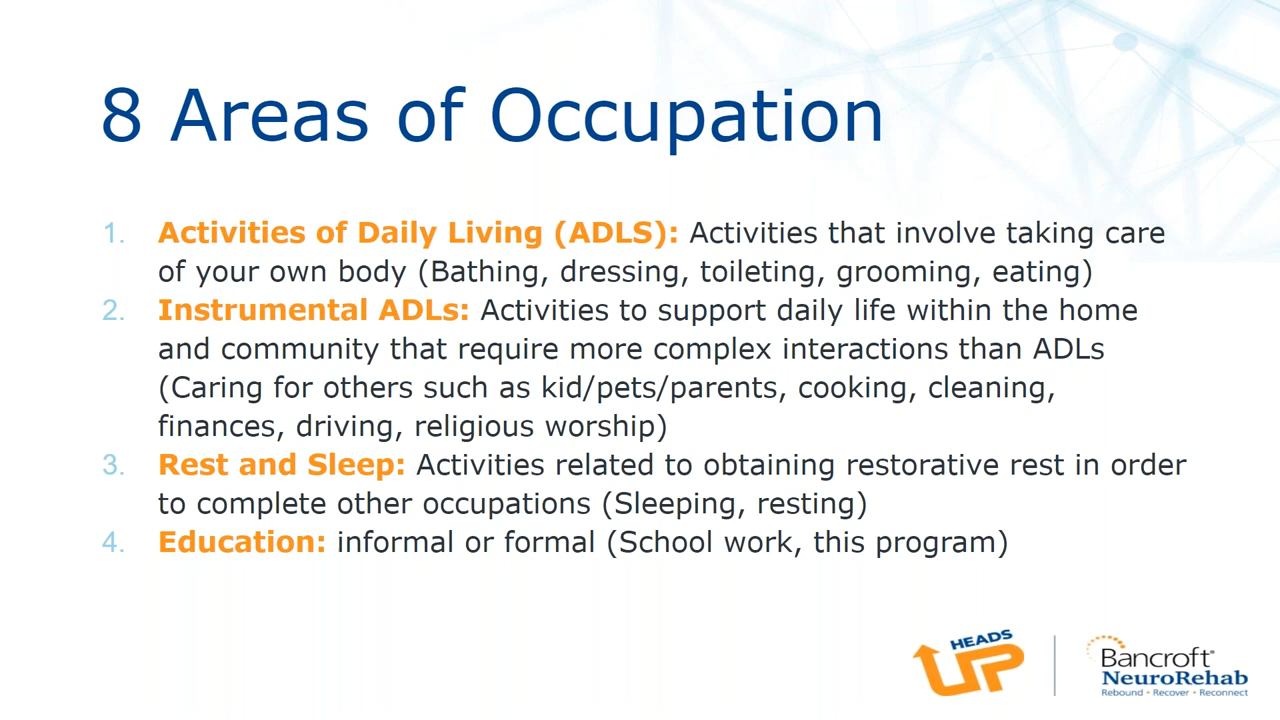 8 Areas of Occupation
1. Activities of Daily Living (ADLS): Activities that involve taking care
of your own body (Bathing, dressing, toileting, grooming, eating)
2. Instrumental ADLs: Activities to support daily life within the home
and community that require more complex interactions than ADLs
(Caring for others such as kid/pets/parents, cooking, cleaning,
finances, driving, religious worship)
3. Rest and Sleep: Activities related to obtaining restorative rest in order
to complete other occupations (Sleeping, resting)
4. Education: informal or formal (School work, this program)
HEADS
UP
Bancroft®
NeuroRehab
Rebound • Recover • Reconnect